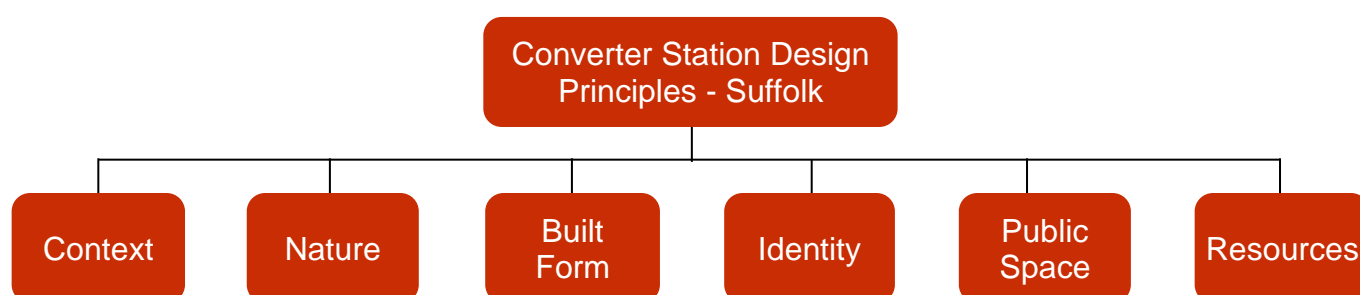 Converter Station Design
Principles - Suffolk
Context
Nature
Built
Form
Identity
Public
Space
Resources